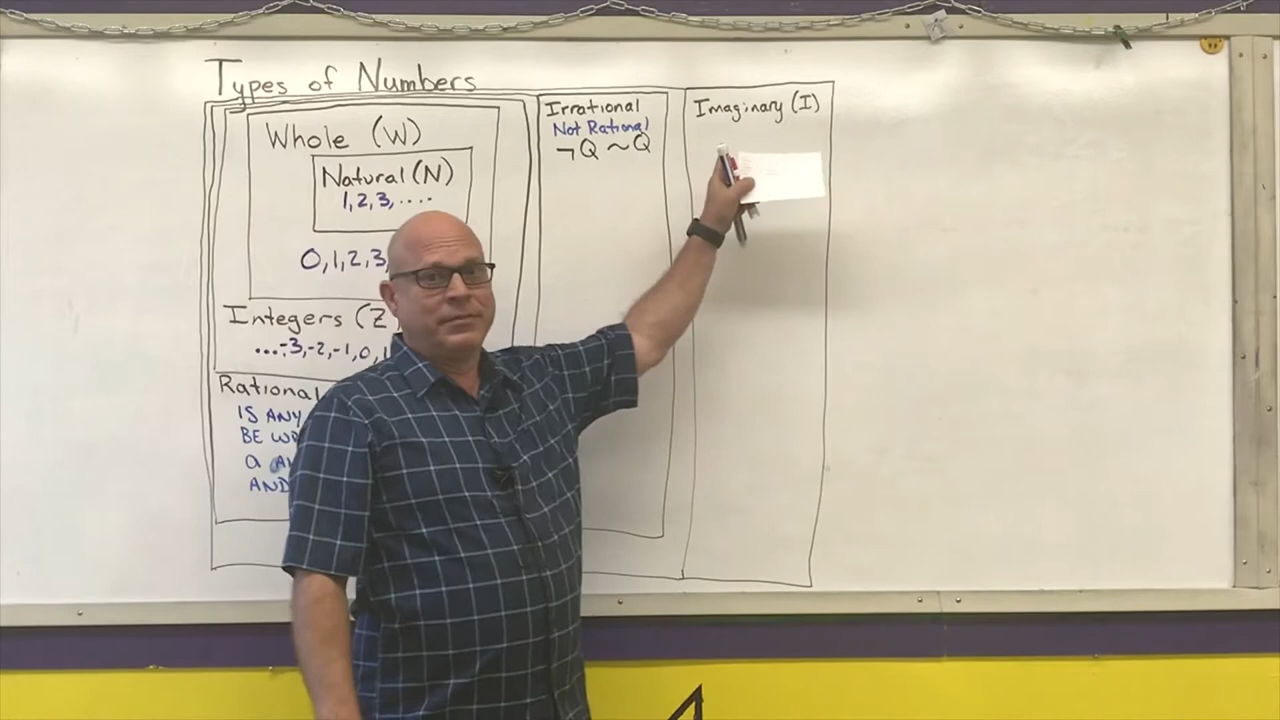 Types of Numbers
Whole (W)
Natural (N)
1, 2, 3, ....
0, 1, 2, 3,
Integers (Z
...-3, -2, -1, 0, 1
Rational
IS ANY
BE
a
AND
Irrational
Not Rational
¬Q ~Q
Imaginary (I)